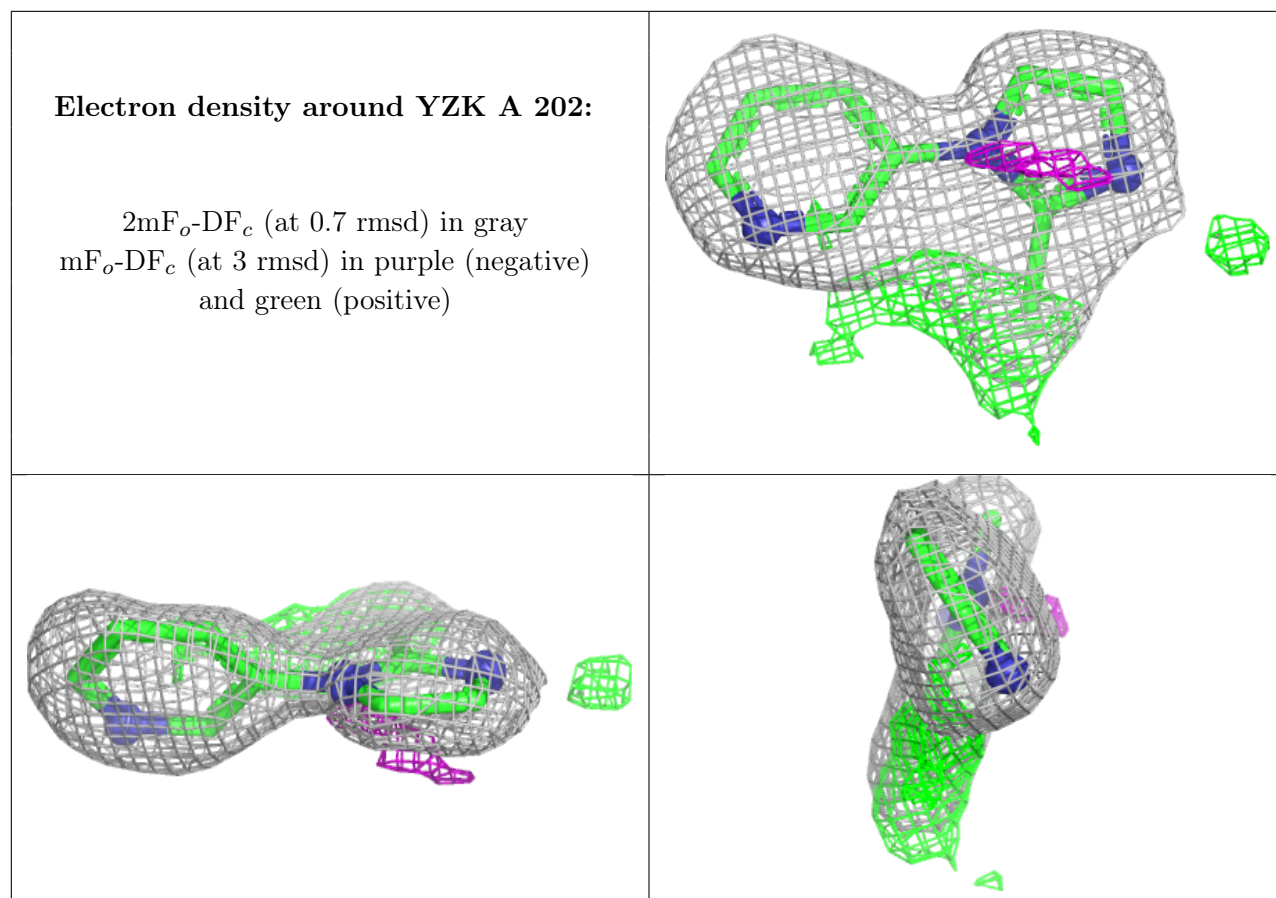 Electron density around YZK A 202:
2mFₒ-DF𝒸 (at 0.7 rmsd) in gray
mFₒ-DF𝒸 (at 3 rmsd) in purple (negative)
and green (positive)